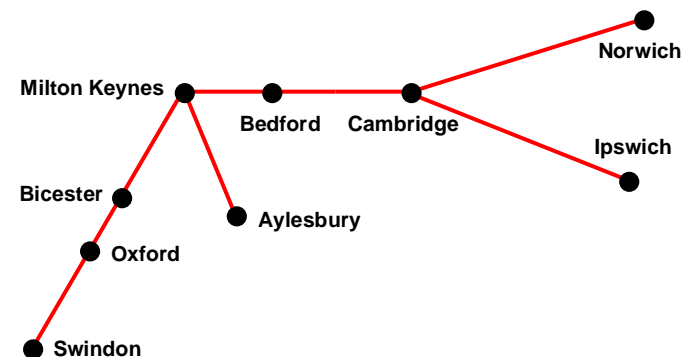 Norwich
Milton Keynes
Bedford
Cambridge
Ipswich
Bicester
Aylesbury
Oxford
Swindon